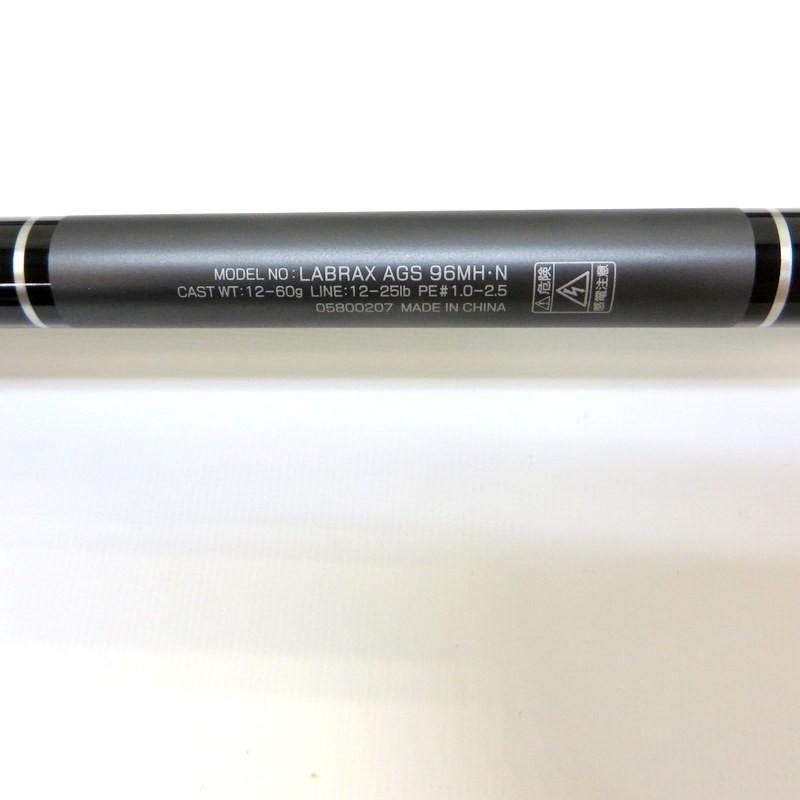 MODEL NO: LABRAX AGS 96MH·N
CAST WT:12-60g LINE:12-25lb PE#1.0-2.5
05800207 MADE IN CHINA
⚠危険
感電注意